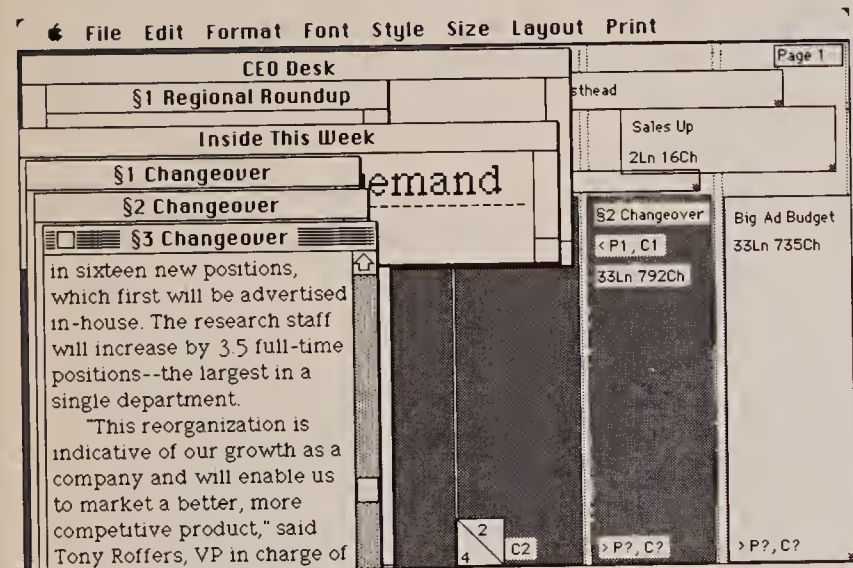 File Edit Format Font Style Size Layout Print
Page 1
CEO Desk
sthead
§1 Regional Roundup
Sales Up
2Ln 16Ch
Inside This Week
emand
§1 Changeover
§2 Changeover
§3 Changeover
in sixteen new positions,
which first will be advertised
in-house. The research staff
will increase by 3.5 full-time
positions--the largest in a
single department.
"This reorganization is
indicative of our growth as a
company and will enable us
to market a better, more
competitive product," said
Tony Roffers, VP in charge of
2
4
C2
§2 Changeover
<P1,C1
33Ln 792Ch
>P?,C?
Big Ad Budget
33Ln 735Ch
>P?,C?